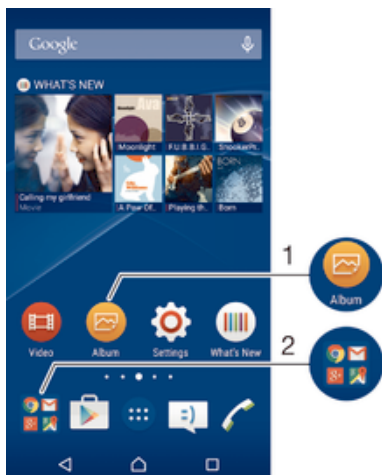 Google
WHAT'S NEW
Calling my girlfriend
Movie
Moonlight
F.U.B.B.I.G.
SnookerPr.
A Paw Of..
Playing th..
BORN
Born
1
Album
Video
Album
Settings
What's New
2